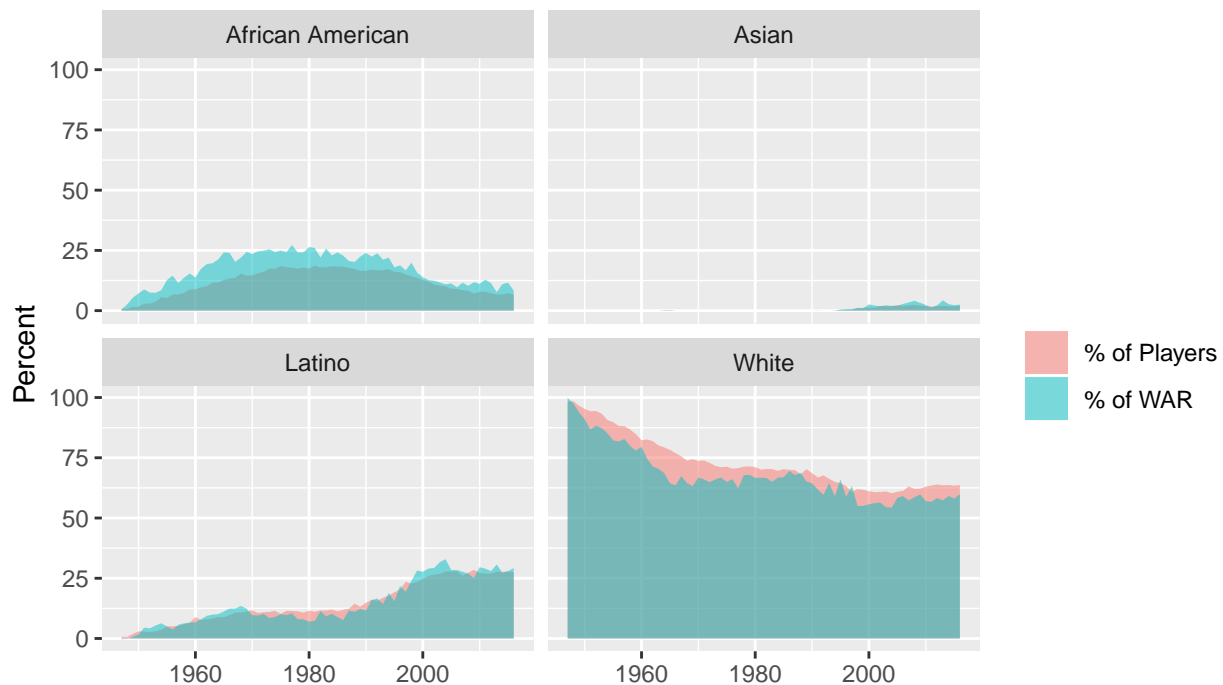 African American
Asian
100
75
50
25
0
Latino
White
100
75
50
25
0
1960
1980
2000
1960
1980
2000
Percent
% of Players
% of WAR